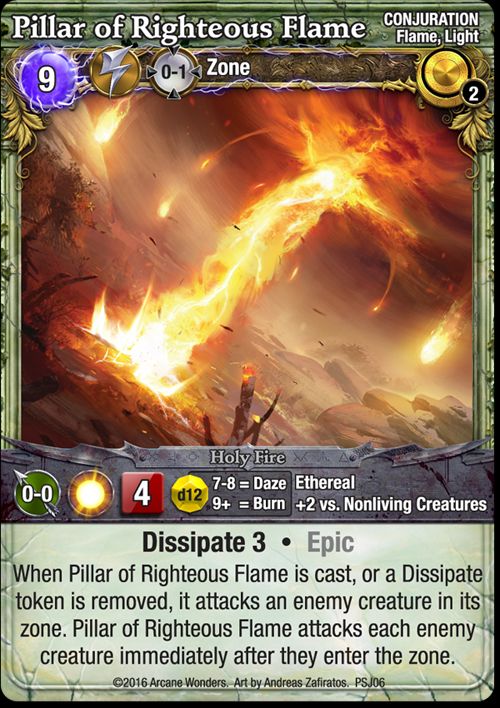 Pillar of Righteous Flame
CONJURATION
Flame, Light
9
0-1
Zone
2
Holy Fire
0-0
4
d12
7-8 = Daze
9+ = Burn
Ethereal
+2 vs. Nonliving Creatures
Dissipate 3 • Epic
When Pillar of Righteous Flame is cast, or a Dissipate
token is removed, it attacks an enemy creature in its
zone. Pillar of Righteous Flame attacks each enemy
creature immediately after they enter the zone.
©2016 Arcane Wonders. Art by Andreas Zafiratos. PSJ06